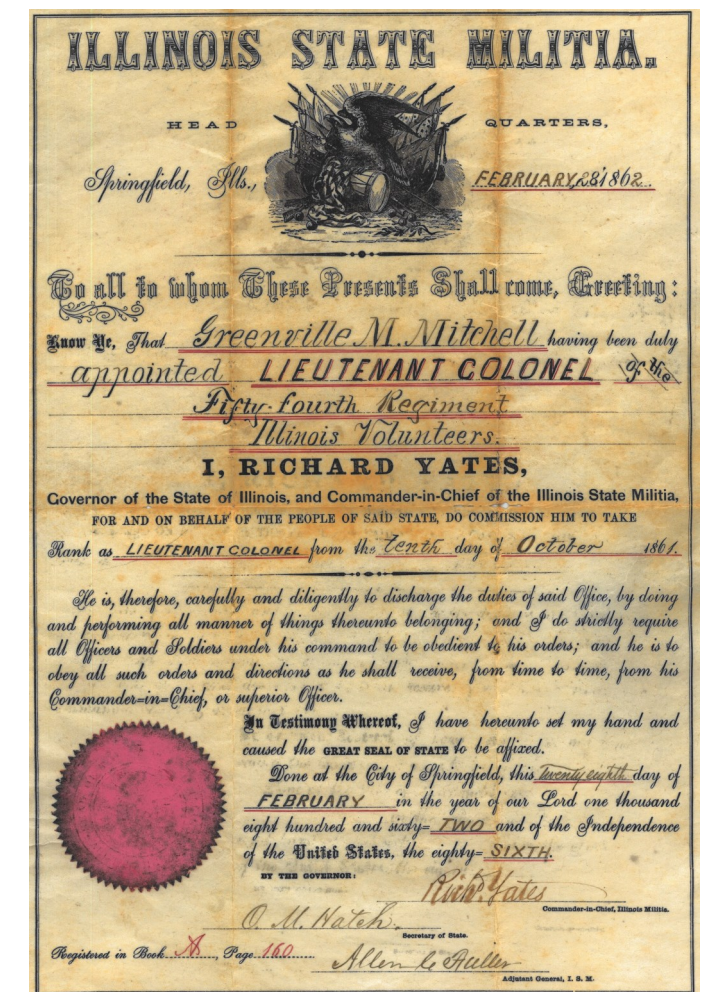 ILLINOIS STATE MILITIA.
HEAD QUARTERS,
Springfield, Ills., FEBRUARY, 28, 1862.
To all to whom These Presents Shall come, Greeting:
Know Ye, That Greenville M. Mitchell having been duly
appointed LIEUTENANT COLONEL of the
Fifty-fourth Regiment
Illinois Volunteers.
I, RICHARD YATES,
Governor of the State of Illinois, and Commander-in-Chief of the Illinois State Militia,
FOR AND ON BEHALF OF THE PEOPLE OF SAID STATE, DO COMMISSION HIM TO TAKE
Rank as LIEUTENANT COLONEL from the tenth day of October 1861.
He is, therefore, carefully and diligently to discharge the duties of said Office, by doing
and performing all manner of things thereunto belonging; and I do strictly require
all Officers and Soldiers under his command to be obedient to his orders; and he is to
obey all such orders and directions as he shall receive, from time to time, from his
Commander=in=Chief, or superior Officer.
In Testimony Whereof, I have hereunto set my hand and
caused the GREAT SEAL OF STATE to be affixed.
Done at the City of Springfield, this Twenty eighth day of
FEBRUARY in the year of our Lord one thousand
eight hundred and sixty= TWO and of the Independence
of the United States, the eighty= SIXTH.
BY THE GOVERNOR:
Richd. Yates
Commander-in-Chief, Illinois Militia.
O. M. Hatch.
Secretary of State.
Registered in Book A, Page 160
Allen C Fuller
Adjutant General, I. S. M.